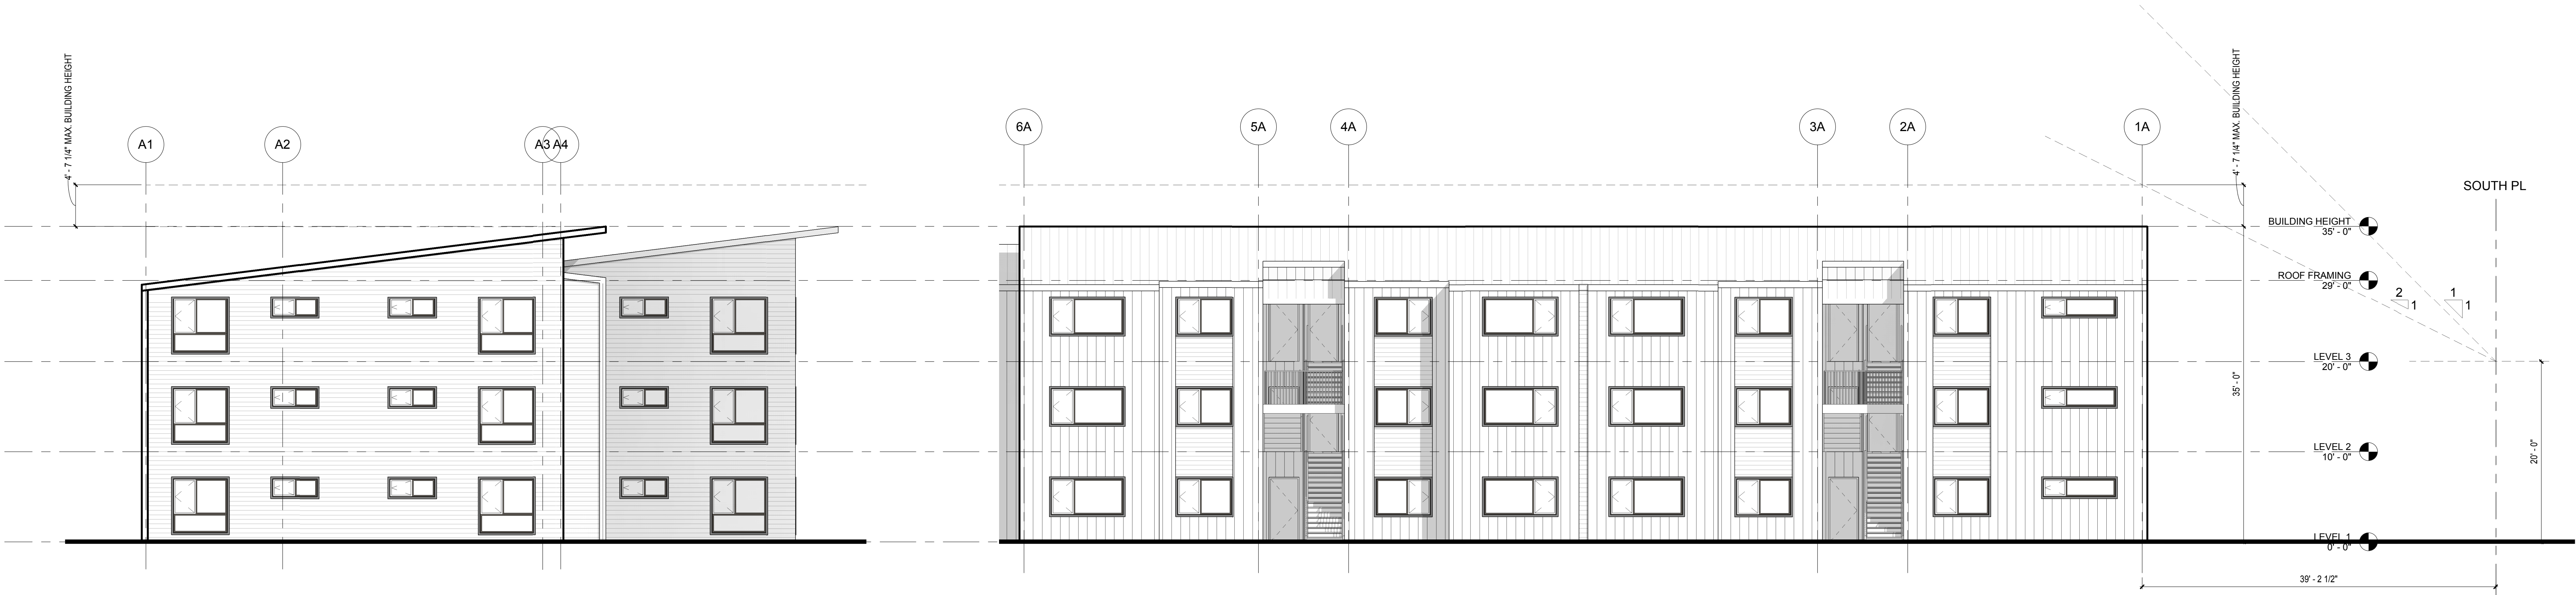 4' - 7 1/4" MAX. BUILDING HEIGHT
A1
A2
A3
A4
6A
5A
4A
3A
2A
1A
4' - 7 1/4" MAX. BUILDING HEIGHT
SOUTH PL
BUILDING HEIGHT
35' - 0"
ROOF FRAMING
29' - 0"
2
1
1
1
LEVEL 3
20' - 0"
35' - 0"
LEVEL 2
10' - 0"
20' - 0"
LEVEL 1
0' - 0"
39' - 2 1/2"